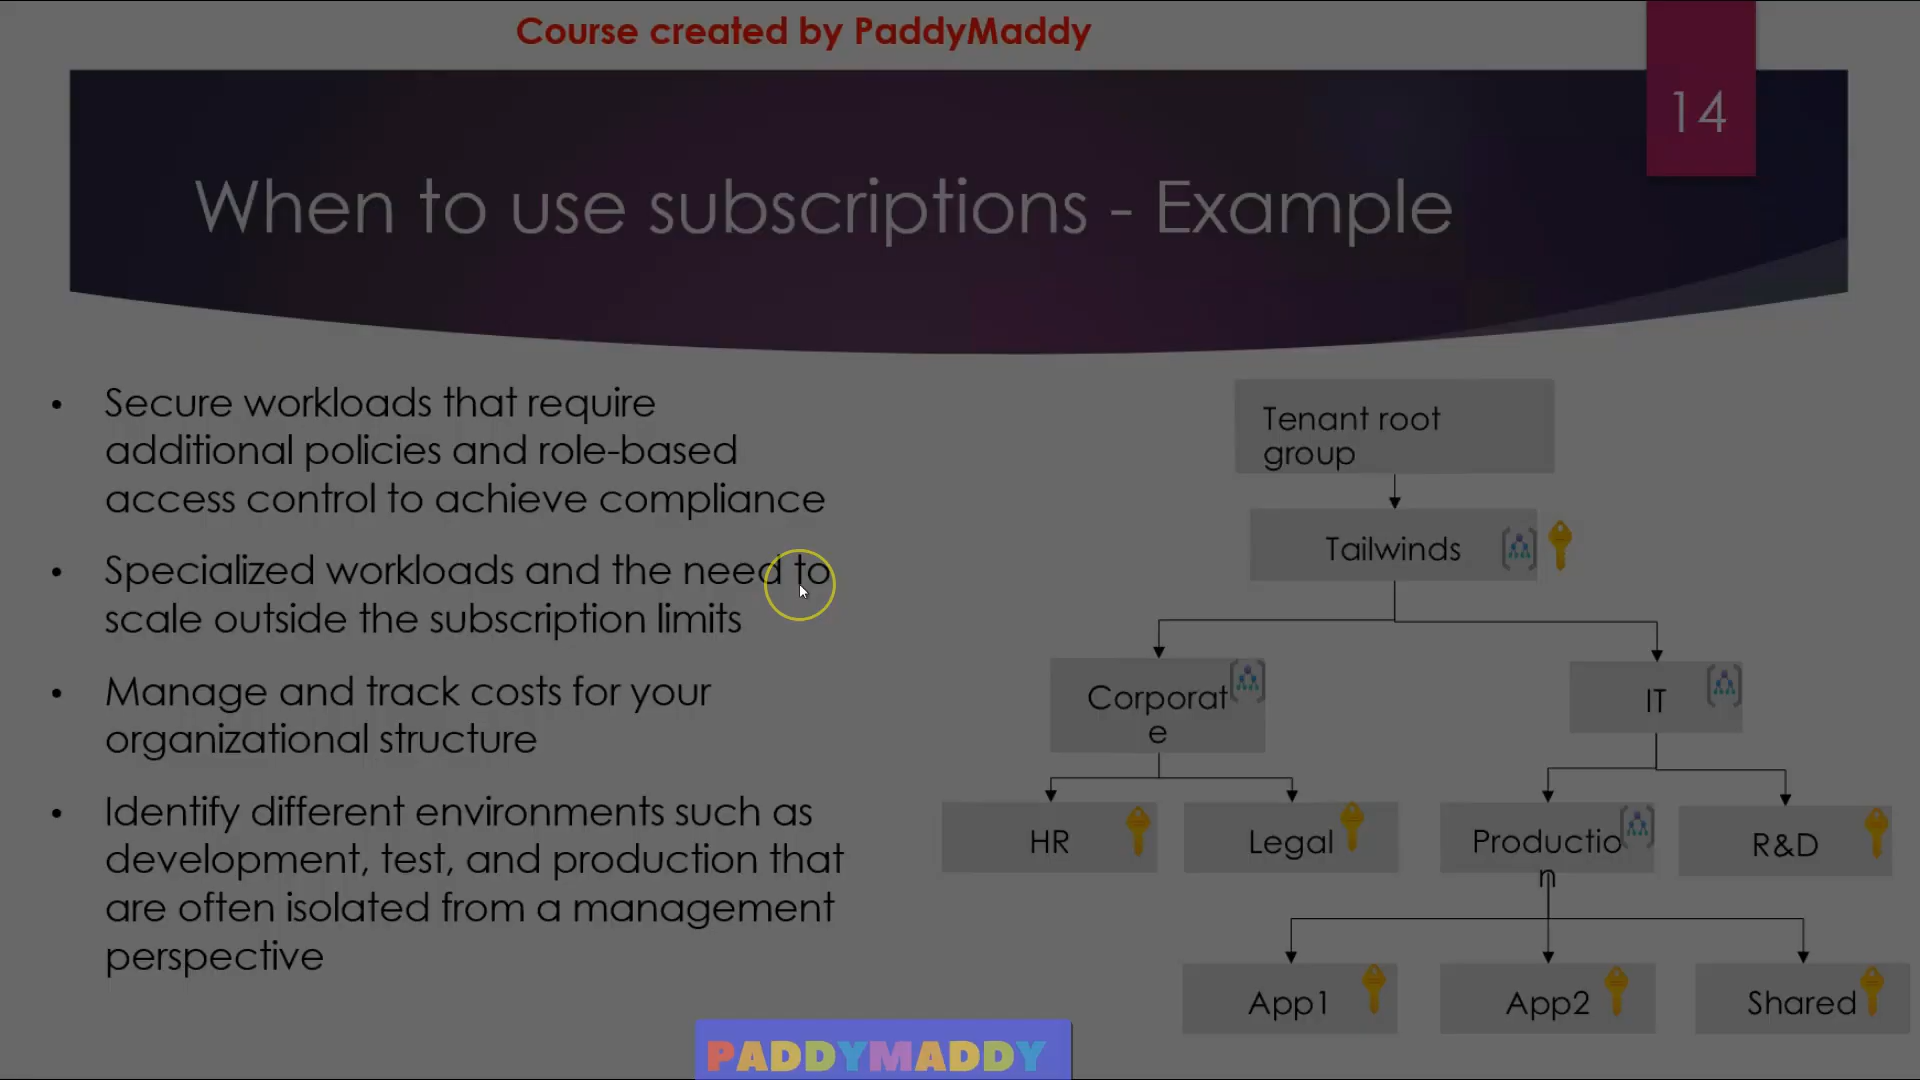 Course created by PaddyMaddy
14
When to use subscriptions - Example
• Secure workloads that require
additional policies and role-based
access control to achieve compliance
• Specialized workloads and the need to
scale outside the subscription limits
• Manage and track costs for your
organizational structure
• Identify different environments such as
development, test, and production that
are often isolated from a management
perspective
Tenant root
group
Tailwinds
Corporat
e
IT
HR
Legal
Productio
n
R&D
App1
App2
Shared
PADDYMADDY